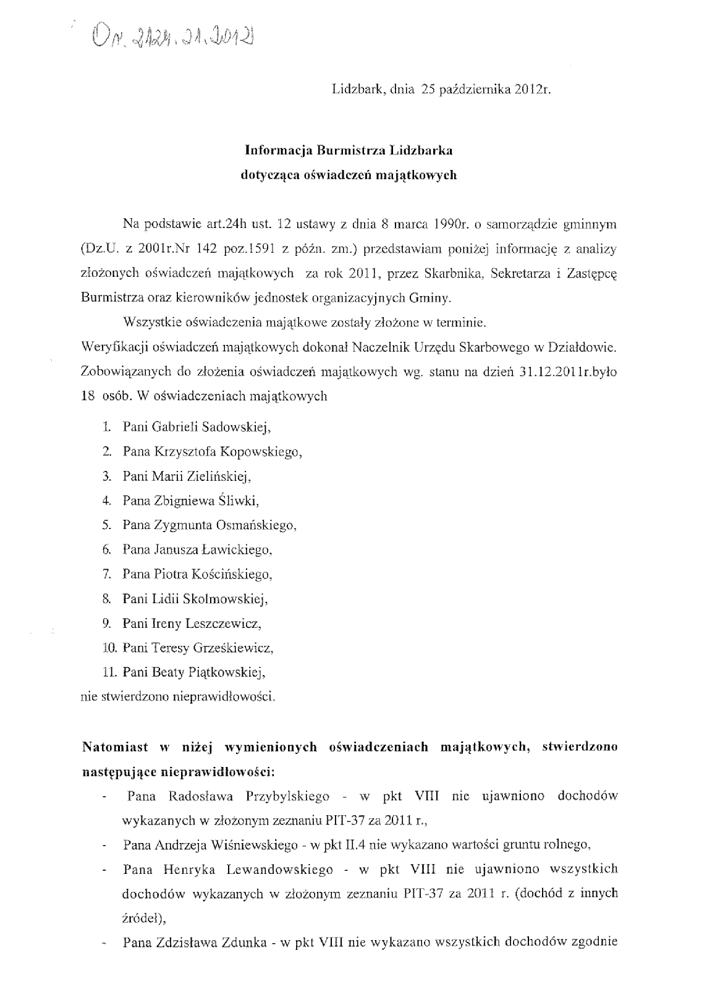 Or. 2124.21.2012
Lidzbark, dnia 25 października 2012r.
Informacja Burmistrza Lidzbarka
dotycząca oświadczeń majątkowych
Na podstawie art.24h ust. 12 ustawy z dnia 8 marca 1990r. o samorządzie gminnym
(Dz.U. z 2001r.Nr 142 poz.1591 z późn. zm.) przedstawiam poniżej informację z analizy
złożonych oświadczeń majątkowych za rok 2011, przez Skarbnika, Sekretarza i Zastępcę
Burmistrza oraz kierowników jednostek organizacyjnych Gminy.
Wszystkie oświadczenia majątkowe zostały złożone w terminie.
Weryfikacji oświadczeń majątkowych dokonał Naczelnik Urzędu Skarbowego w Działdowie.
Zobowiązanych do złożenia oświadczeń majątkowych wg. stanu na dzień 31.12.2011r.było
18 osób. W oświadczeniach majątkowych
1. Pani Gabrieli Sadowskiej,
2. Pana Krzysztofa Kopowskiego,
3. Pani Marii Zielińskiej,
4. Pana Zbigniewa Śliwki,
5. Pana Zygmunta Osmańskiego,
6. Pana Janusza Ławickiego,
7. Pana Piotra Kościńskiego,
8. Pani Lidii Skolmowskiej,
9. Pani Ireny Leszczewicz,
10. Pani Teresy Grześkiewicz,
11. Pani Beaty Piątkowskiej,
nie stwierdzono nieprawidłowości.
Natomiast w niżej wymienionych oświadczeniach majątkowych, stwierdzono
następujące nieprawidłowości:
- Pana Radosława Przybylskiego - w pkt VIII nie ujawniono dochodów
wykazanych w złożonym zeznaniu PIT-37 za 2011 r.,
- Pana Andrzeja Wiśniewskiego - w pkt II.4 nie wykazano wartości gruntu rolnego,
- Pana Henryka Lewandowskiego - w pkt VIII nie ujawniono wszystkich
dochodów wykazanych w złożonym zeznaniu PIT-37 za 2011 r. (dochód z innych
źródeł),
- Pana Zdzisława Zdunka - w pkt VIII nie wykazano wszystkich dochodów zgodnie